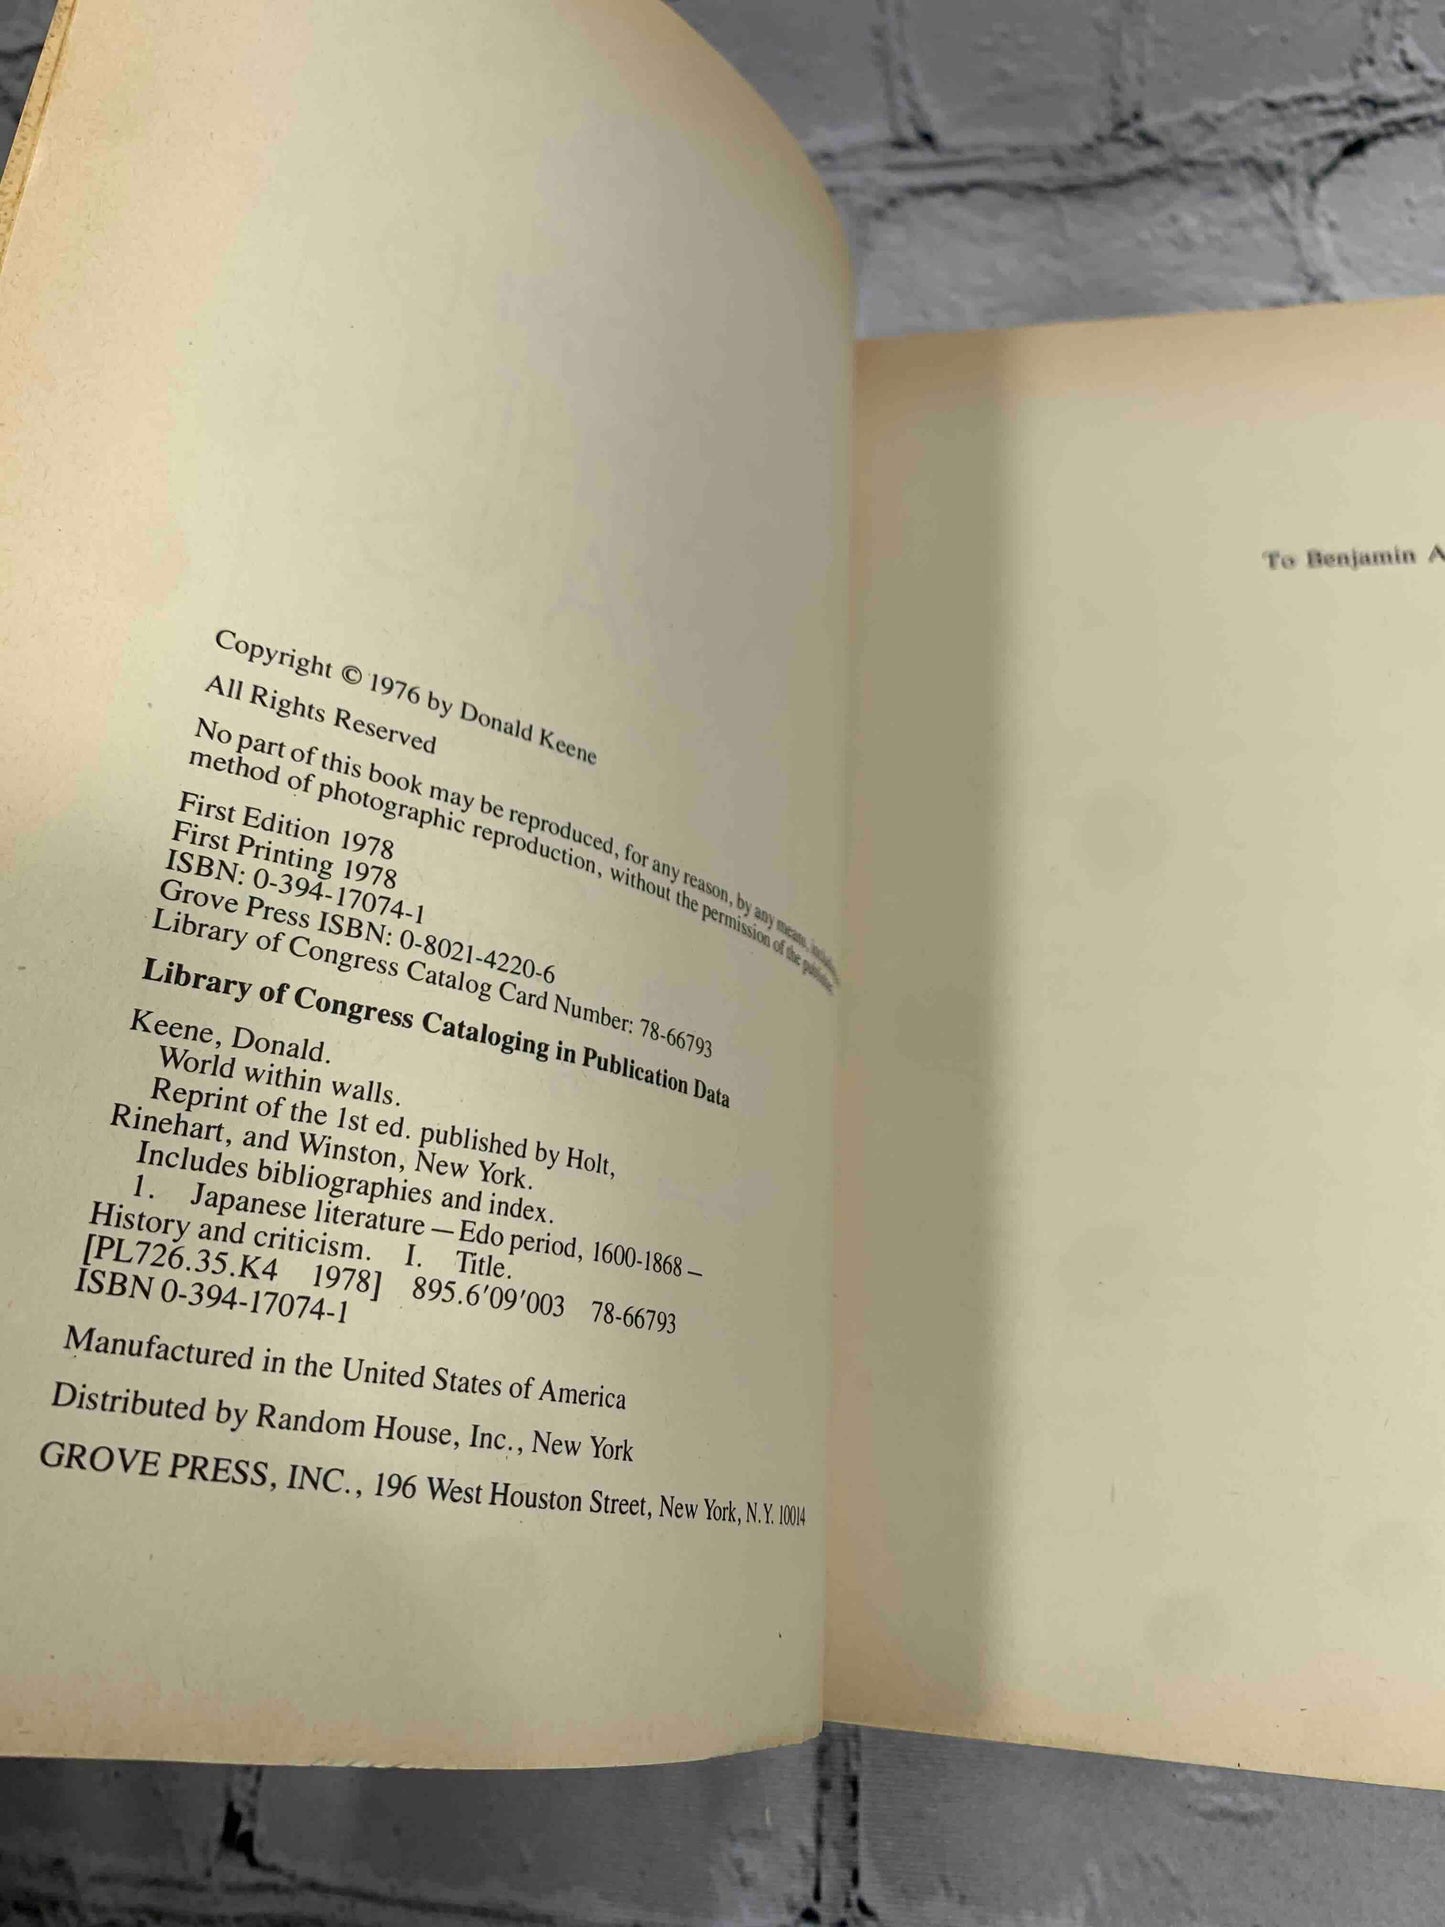 Copyright © 1976 by Donald Keene
All Rights Reserved
No part of this book may be reproduced, for any reason, by any means,
method of photographic reproduction, without the permission of the
First Edition 1978
First Printing 1978
ISBN: 0-394-17074-1
Grove Press ISBN: 0-8021-4220-6
Library of Congress Catalog Card Number: 78-66793
Library of Congress Cataloging in Publication Data
Keene, Donald.
World within walls.
Reprint of the 1st ed. published by Holt,
Rinehart, and Winston, New York.
Includes bibliographies and index.
1. Japanese literature — Edo period, 1600-1868 —
History and criticism. I. Title.
[PL726.35.K4 1978] 895.6'09'003 78-66793
ISBN 0-394-17074-1
Manufactured in the United States of America
Distributed by Random House, Inc., New York
GROVE PRESS, INC., 196 West Houston Street, New York, N.Y. 10014
To Benjamin A